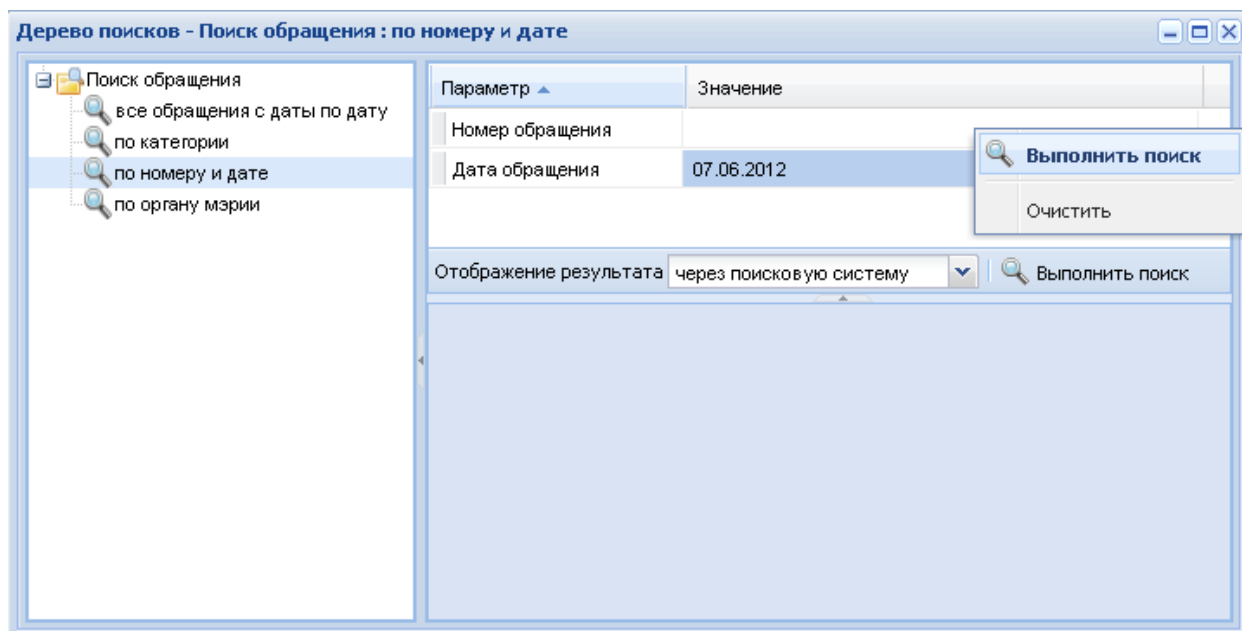 Дерево поисков - Поиск обращения : по номеру и дате
Поиск обращения
все обращения с даты по дату
по категории
по номеру и дате
по органу мэрии
Параметр Значение
Номер обращения
Дата обращения 07.06.2012
Выполнить поиск
Очистить
Отображение результата через поисковую систему Выполнить поиск